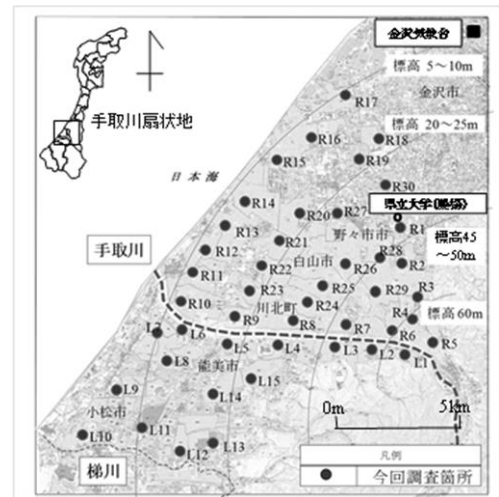 金沢気象台
標高 5～10m
金沢市
R17
手取川扇状地
R16
R18
標高 20～25m
R15
R19
日本海
R30
県立大学(圃場)
R14
R20
R27
R1
R13
野々市市
標高45
～50m
R21
R28
手取川
R12
白山市
R22
R26
R2
R11
R23
R25
R29
R3
R10
川北町
R24
R4
標高60m
R9
R8
R7
R6
R5
L7
L6
L5
L4
L3
L2
L1
L8
能美市
L15
L9
L14
0m
5km
小松市
L10
L11
L13
L12
凡例
梯川
今回調査箇所